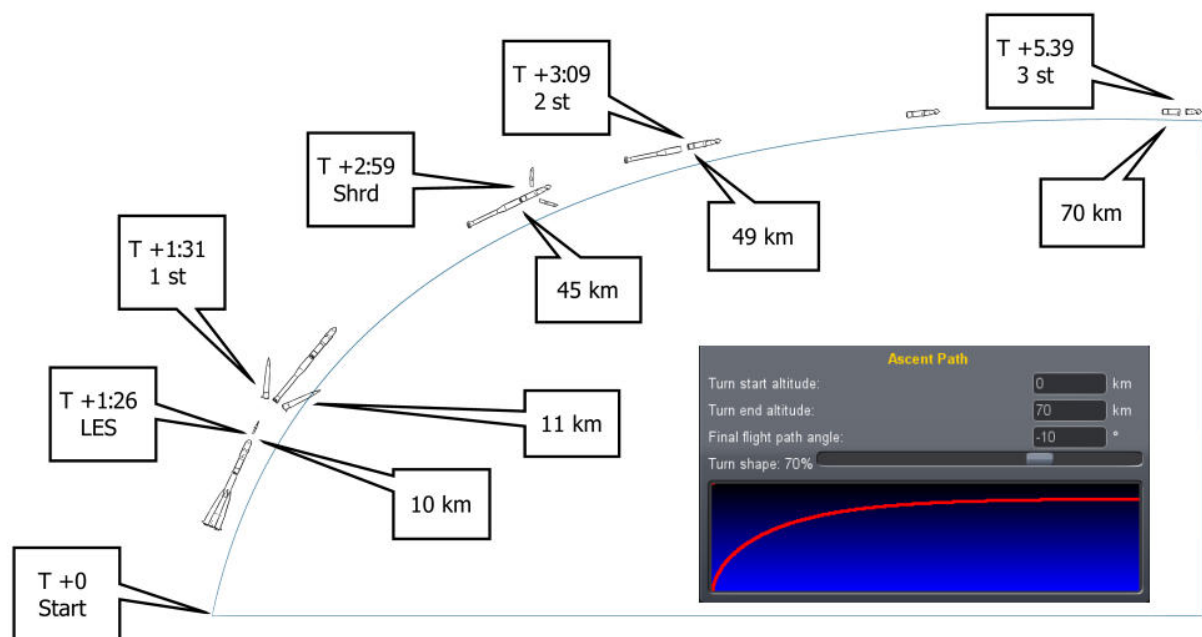 T +5.39
3 st
T +3:09
2 st
T +2:59
Shrd
70 km
49 km
T +1:31
1 st
45 km
T +1:26
LES
11 km
10 km
T +0
Start
Ascent Path
Turn start altitude: 0 km
Turn end altitude: 70 km
Final flight path angle: -10 °
Turn shape: 70%